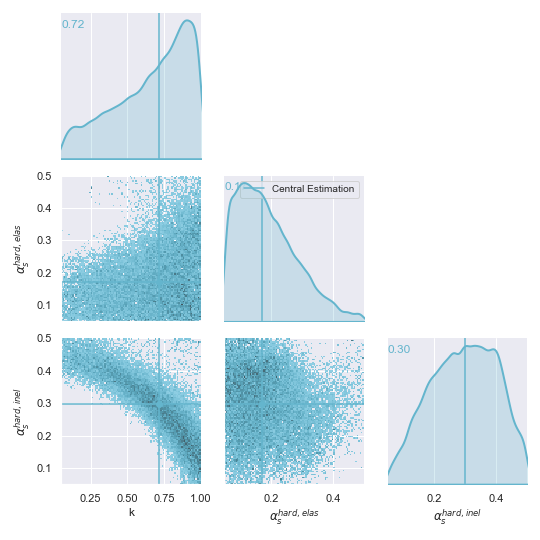 0.72
0.5
0.4
0.3
0.2
0.1
α_s^{hard, elas}
Central Estimation
0.5
0.4
0.3
0.2
0.1
α_s^{hard, inel}
0.30
0.25 0.50 0.75 1.00
k
0.2 0.4
α_s^{hard, elas}
0.2 0.4
α_s^{hard, inel}